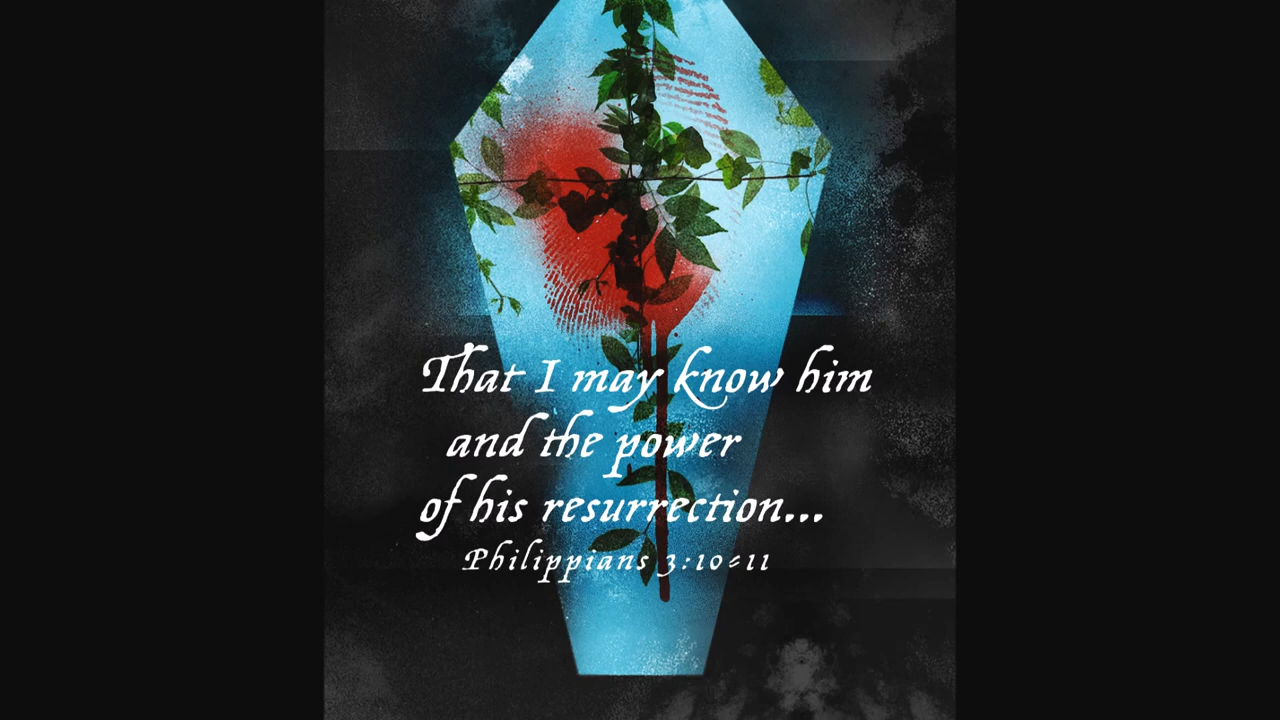 That I may know him
and the power
of his resurrection...
Philippians 3:10-11